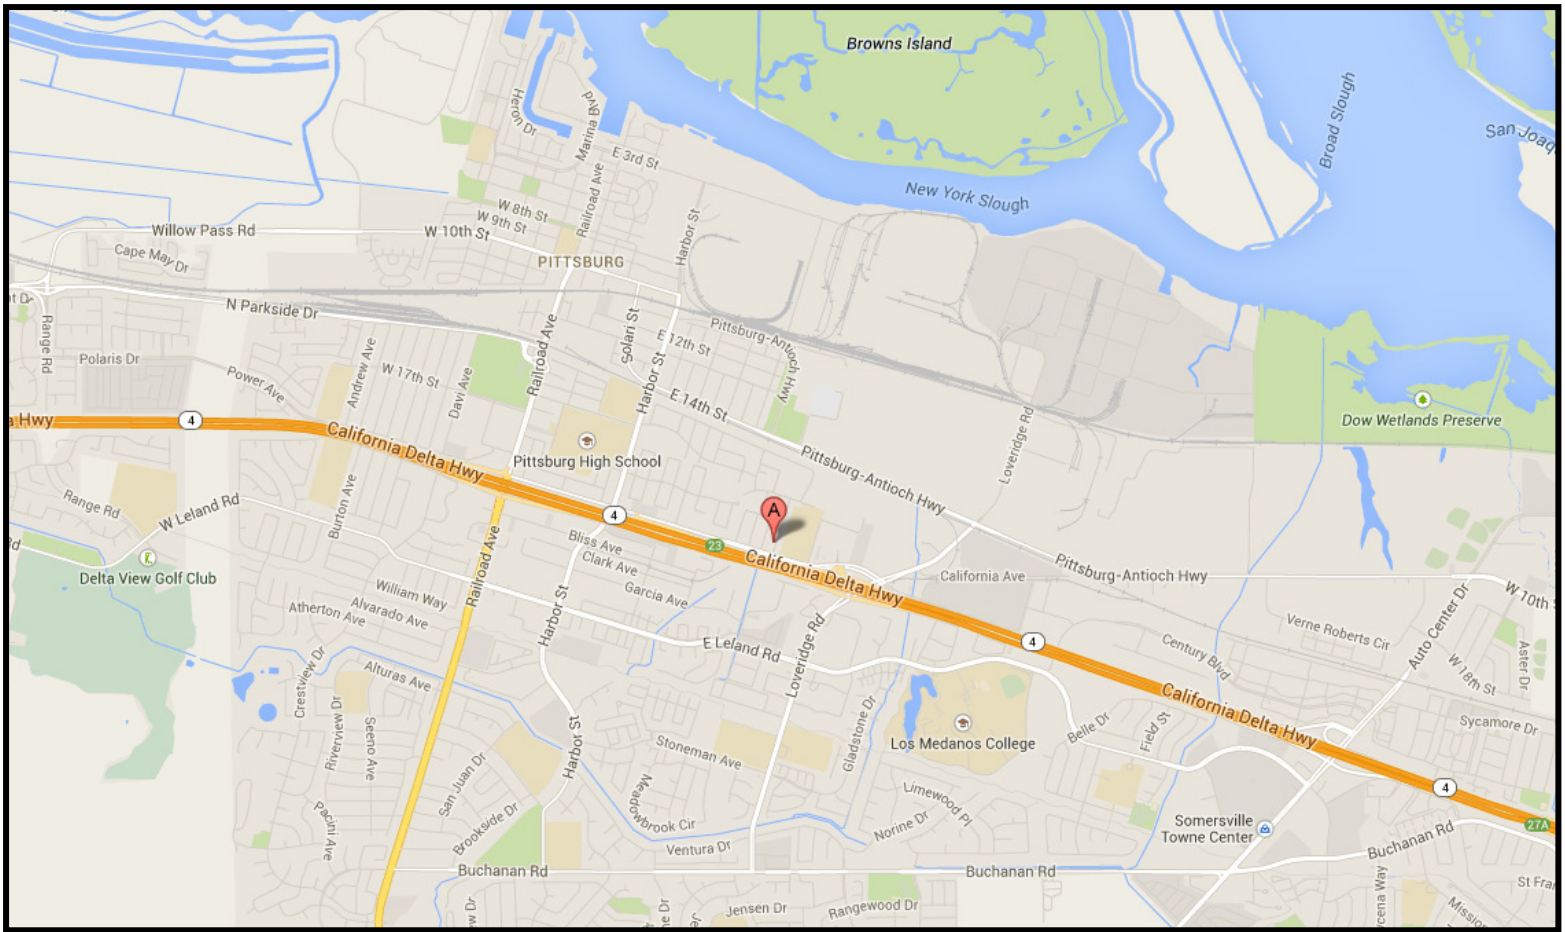 Browns Island
Heron Dr
Marina Blvd
Broad Slough
San Joaq
E 3rd St
New York Slough
W 8th St
W 9th St
Railroad Ave
Harbor St
Willow Pass Rd
W 10th St
Cape May Dr
PITTSBURG
N Parkside Dr
Range Rd
Solari St
E 12th St
Pittsburg-Antioch Hwy
Railroad Ave
Polaris Dr
Andrew Ave
W 17th St
Davi Ave
Power Ave
Harbor St
E 14th St
Loveridge Rd
Dow Wetlands Preserve
a Hwy
4
California Delta Hwy
Pittsburg High School
Pittsburg-Antioch Hwy
Range Rd
W Leland Rd
Burton Ave
4
A
23
Bliss Ave
Clark Ave
California Delta Hwy
Pittsburg-Antioch Hwy
California Ave
Delta View Golf Club
Railroad Ave
William Way
Garcia Ave
Atherton Ave
Alvarado Ave
Harbor St
W 10th S
Verne Roberts Cir
Auto Center Dr
E Leland Rd
Loveridge Rd
4
Century Blvd
W 18th St
Aster Dr
Crestview Dr
Alturas Ave
California Delta Hwy
Riverview Dr
Seeno Ave
Harbor St
Stoneman Ave
Gladstone Dr
Los Medanos College
Belle Dr
Field St
Sycamore Dr
San Juan Dr
Meadowbrook Cir
Limewood Pl
Norine Dr
4
Pacini Ave
Brookside Dr
Somersville
Towne Center
27A
Ventura Dr
Buchanan Rd
Buchanan Rd
Buchanan Rd
St Fra
Jensen Dr
Rangewood Dr
Mission